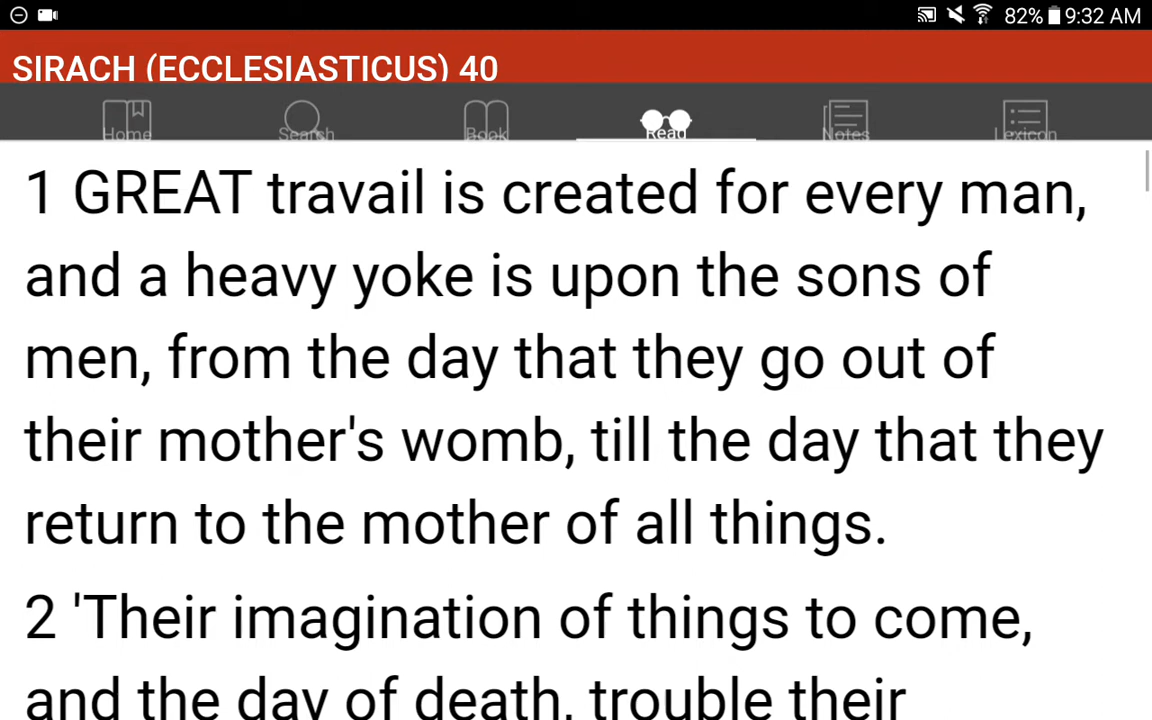 82% 9:32 AM
SIRACH (ECCLESIASTICUS) 40
Home Search Book Read Notes Lexicon
1 GREAT travail is created for every man,
and a heavy yoke is upon the sons of
men, from the day that they go out of
their mother's womb, till the day that they
return to the mother of all things.
2 'Their imagination of things to come,
and the day of death, trouble their